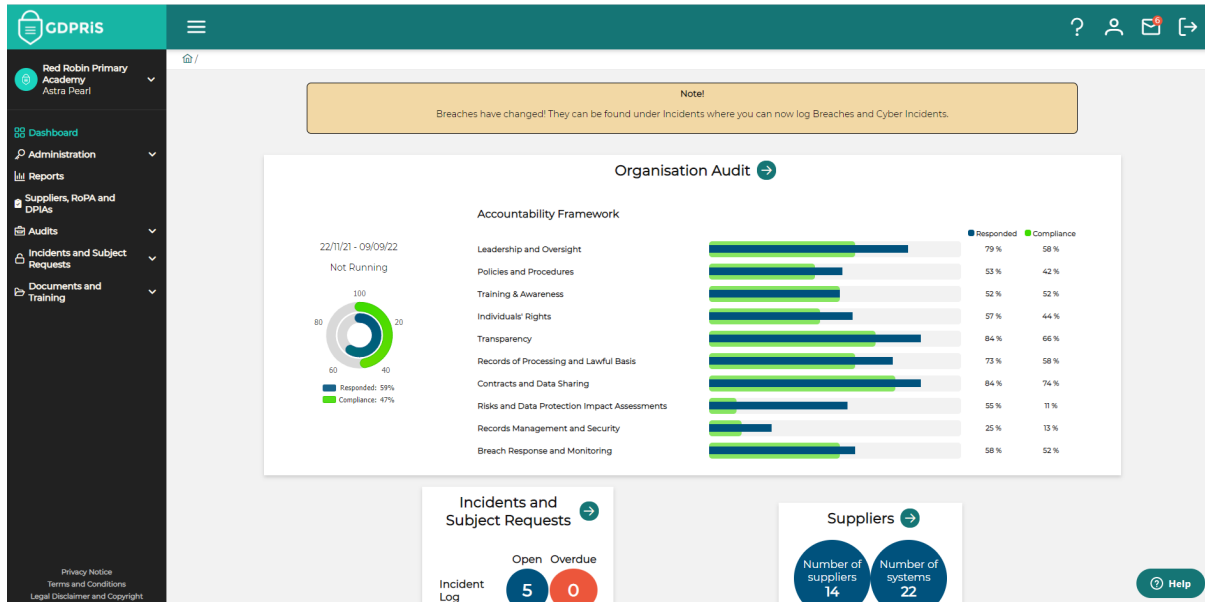 GDPRiS
6
Red Robin Primary
Academy
Astra Pearl
Dashboard
Administration
Reports
Suppliers, RoPA and
DPIAs
Audits
Incidents and Subject
Requests
Documents and
Training
Privacy Notice
Terms and Conditions
Legal Disclaimer and Copyright
/
Note!
Breaches have changed! They can be found under Incidents where you can now log Breaches and Cyber Incidents.
Organisation Audit
22/11/21 - 09/09/22
Not Running
100
80 20
60 40
Responded: 59%
Compliance: 47%
Accountability Framework
Responded Compliance
Leadership and Oversight 79 % 58 %
Policies and Procedures 53 % 42 %
Training & Awareness 52 % 52 %
Individuals' Rights 57 % 44 %
Transparency 84 % 66 %
Records of Processing and Lawful Basis 73 % 58 %
Contracts and Data Sharing 84 % 74 %
Risks and Data Protection Impact Assessments 55 % 11 %
Records Management and Security 25 % 13 %
Breach Response and Monitoring 58 % 52 %
Incidents and
Subject Requests
Open Overdue
Incident
Log
5 0
Suppliers
Number of
suppliers
14
Number of
systems
22
Help